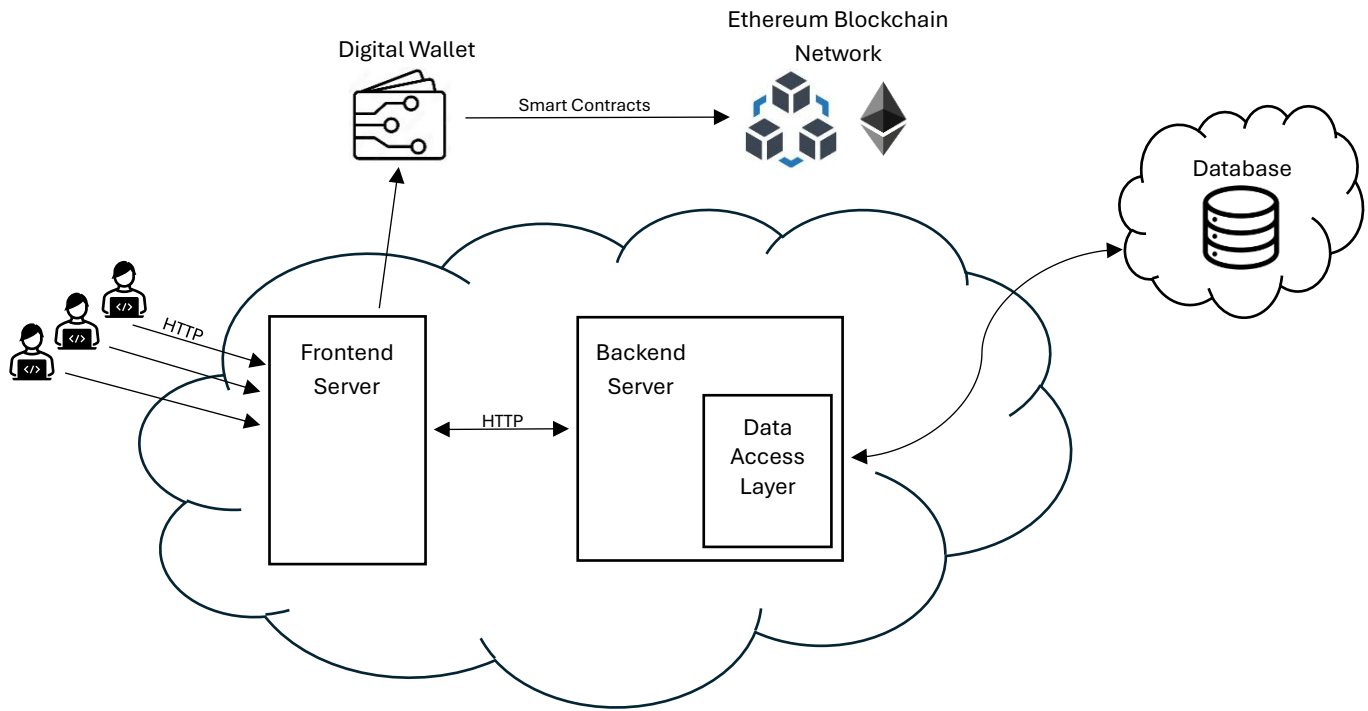 Ethereum Blockchain
Network
Digital Wallet
Smart Contracts
Database
HTTP
</>
</>
</>
Frontend
Server
Backend
Server
HTTP
Data
Access
Layer